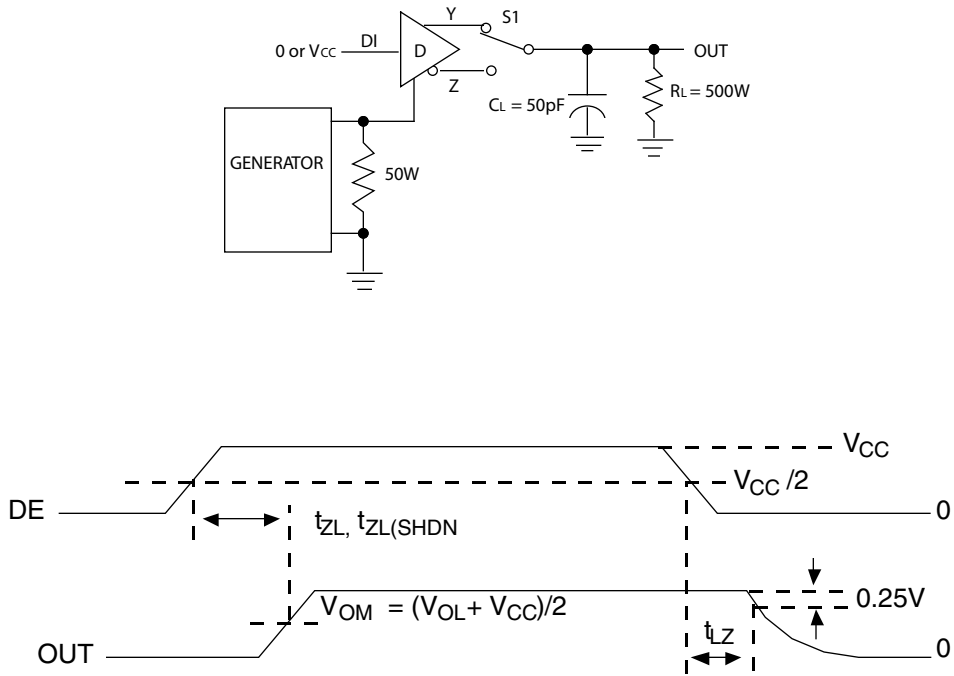 Y
S1
0 or VCC
DI
D
OUT
Z
CL = 50pF
RL = 500W
GENERATOR
50W
VCC
VCC /2
DE
0
tZL, tZL(SHDN
VOM = (VOL+ VCC)/2
0.25V
tLZ
OUT
0